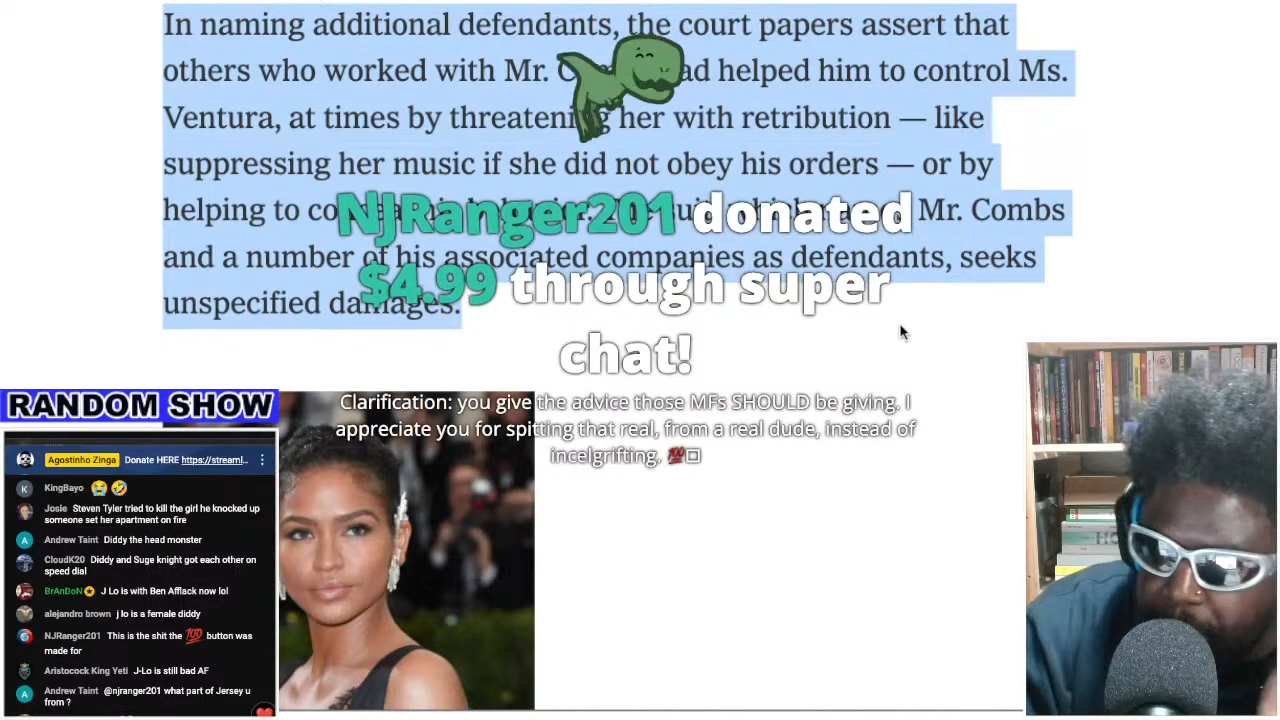 In naming additional defendants, the court papers assert that
others who worked with Mr. had helped him to control Ms.
Ventura, at times by threatening her with retribution — like
suppressing her music if she did not obey his orders — or by
helping to Mr. Combs
and a number of his associated companies as defendants, seeks
unspecified damages.
NJRanger201 donated
$4.99 through super
chat!
Clarification: you give the advice those MFs SHOULD be giving. I
appreciate you for spitting that real, from a real dude, instead of
incelgrifting. 💯□
RANDOM SHOW
Agostinho Zinga Donate HERE https://streaml...
K KingBayo 😭🤣
Josie Steven Tyler tried to kill the girl he knocked up
someone set her apartment on fire
A Andrew Taint Diddy the head monster
CloudK20 Diddy and Suge knight got each other on
speed dial
BrAnDoN J Lo is with Ben Afflack now lol
alejandro brown j lo is a female diddy
NJRanger201 This is the shit the 💯 button was
made for
Aristocock King Yeti J-Lo is still bad AF
A Andrew Taint @njranger201 what part of Jersey u
from ?